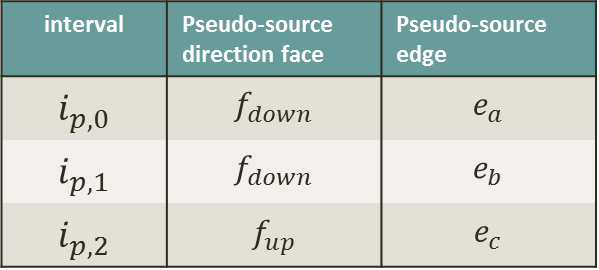 interval Pseudo-source direction face Pseudo-source edge
i_{p,0} f_{down} e_a
i_{p,1} f_{down} e_b
i_{p,2} f_{up} e_c